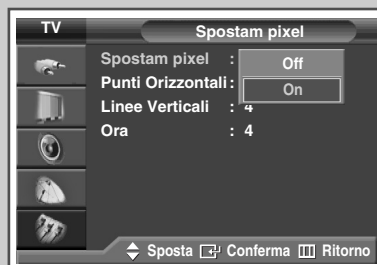 TV Spostam pixel
Spostam pixel : Off
Punti Orizzontali : On
Linee Verticali : 4
Ora : 4
Sposta Conferma Ritorno